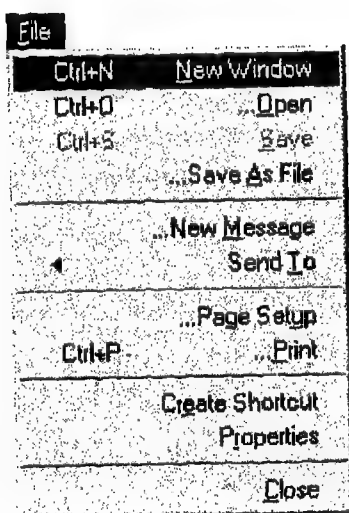 File
Ctrl+N New Window
Ctrl+O ...Open
Ctrl+S Save
...Save As File
...New Message
Send To
...Page Setup
Ctrl+P ...Print
Create Shortcut
Properties
Close